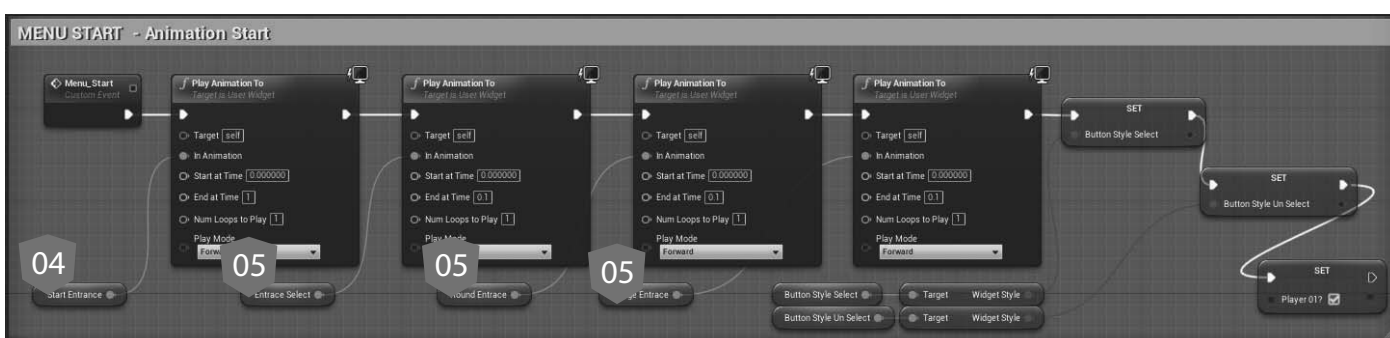 MENU START - Animation Start
Menu_Start
Custom Event
f Play Animation To
Target is User Widget
Target self
In Animation
Start at Time 0.000000
End at Time 1
Num Loops to Play 1
Play Mode
f Play Animation To
Target is User Widget
Target self
In Animation
Start at Time 0.000000
End at Time 0.1
Num Loops to Play 1
Play Mode
f Play Animation To
Target is User Widget
Target self
In Animation
Start at Time 0.000000
End at Time 0.1
Num Loops to Play 1
Play Mode
Forward
f Play Animation To
Target is User Widget
Target self
In Animation
Start at Time 0.000000
End at Time 0.1
Num Loops to Play 1
Play Mode
Forward
SET
Button Style Select
SET
Button Style Un Select
SET
Player 01?
04
05
05
05
Start Entrance
Entrace Select
Entrace
Entrace
Button Style Select
Target Widget Style
Button Style Un Select
Target Widget Style